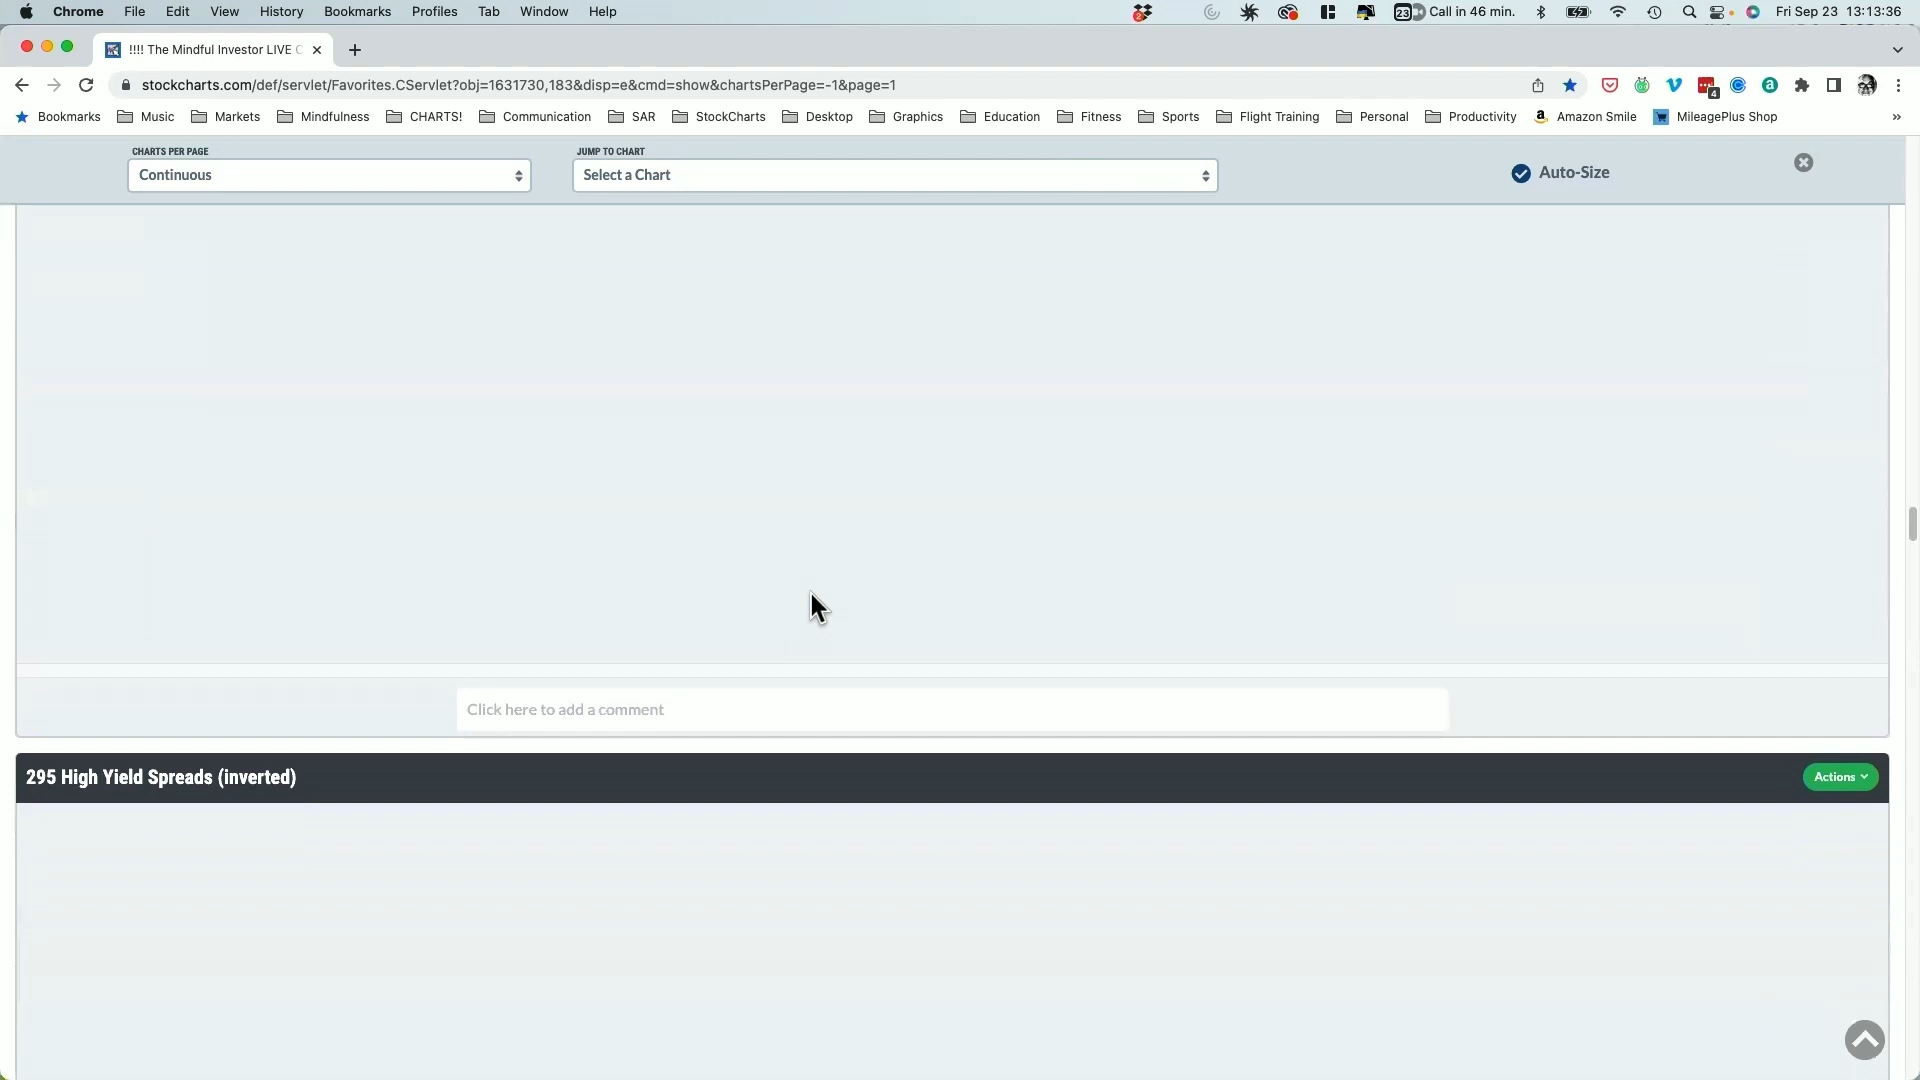 Chrome File Edit View History Bookmarks Profiles Tab Window Help 2 23 Call in 46 min. Fri Sep 23 13:13:36
!!!! The Mindful Investor LIVE
stockcharts.com/def/servlet/Favorites.CServlet?obj=1631730,183&disp=e&cmd=show&chartsPerPage=-1&page=1 4
Bookmarks Music Markets Mindfulness CHARTS! Communication SAR StockCharts Desktop Graphics Education Fitness Sports Flight Training Personal Productivity Amazon Smile MileagePlus Shop »
CHARTS PER PAGE JUMP TO CHART
Continuous Select a Chart Auto-Size
Click here to add a comment
295 High Yield Spreads (inverted) Actions